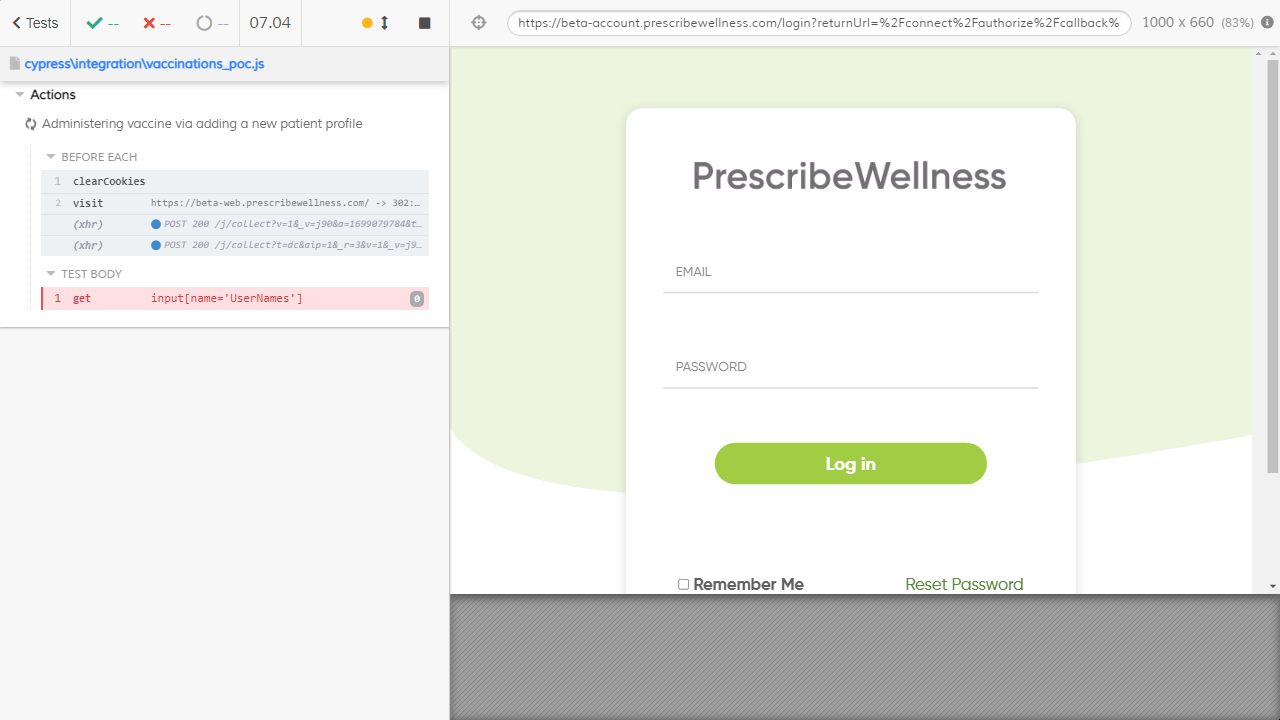 Tests
--
--
--
07.04
https://beta-account.prescribewellness.com/login?returnUrl=%2Fconnect%2Fauthorize%2Fcallback%
1000 x 660 (83%)
cypress\integration\vaccinations_poc.js
Actions
Administering vaccine via adding a new patient profile
BEFORE EACH
1 clearCookies
2 visit https://beta-web.prescribewellness.com/ -> 302:…
(xhr) POST 200 /j/collect?v=1&_v=j90&a=1699079784&t…
(xhr) POST 200 /j/collect?t=dc&aip=1&_r=3&v=1&_v=j9…
TEST BODY
1 get input[name='UserNames'] 0
PrescribeWellness
EMAIL
PASSWORD
Log in
Remember Me Reset Password